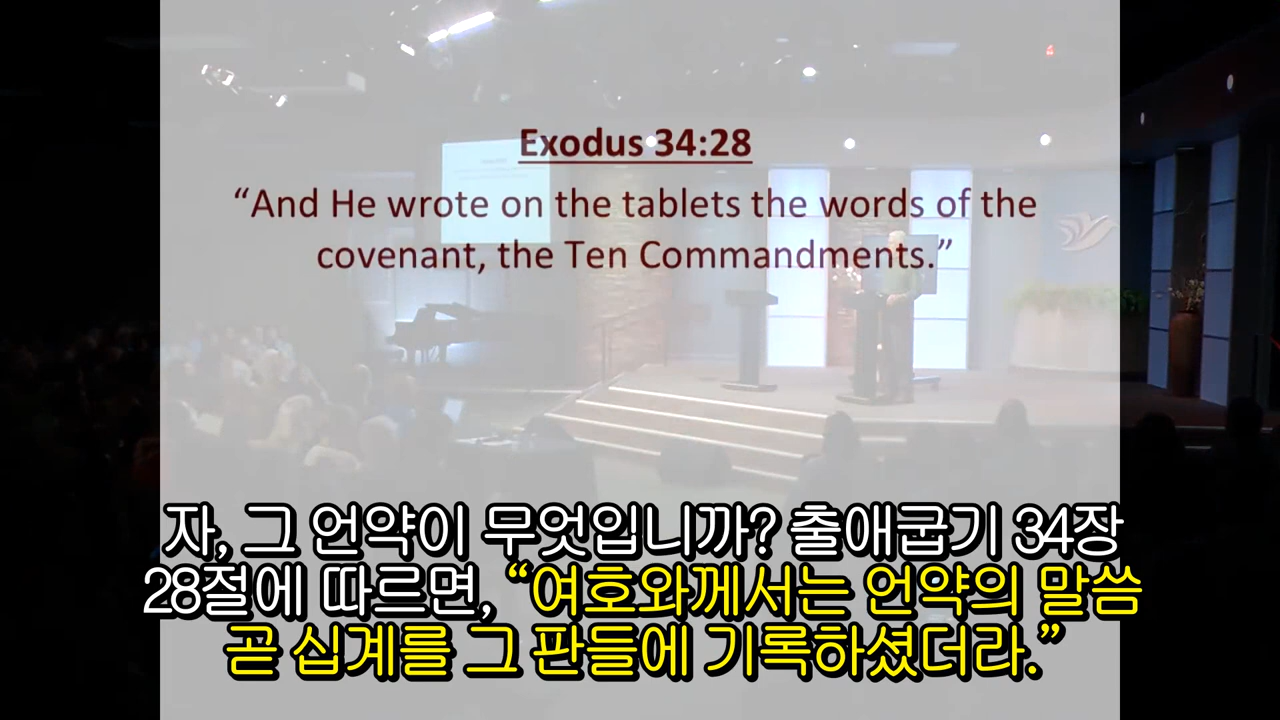 Exodus 34:28
“And He wrote on the tablets the words of the
covenant, the Ten Commandments.”
자, 그 언약이 무엇입니까? 출애굽기 34장
28절에 따르면, “여호와께서는 언약의 말씀
곧 십계를 그 판들에 기록하셨더라.”